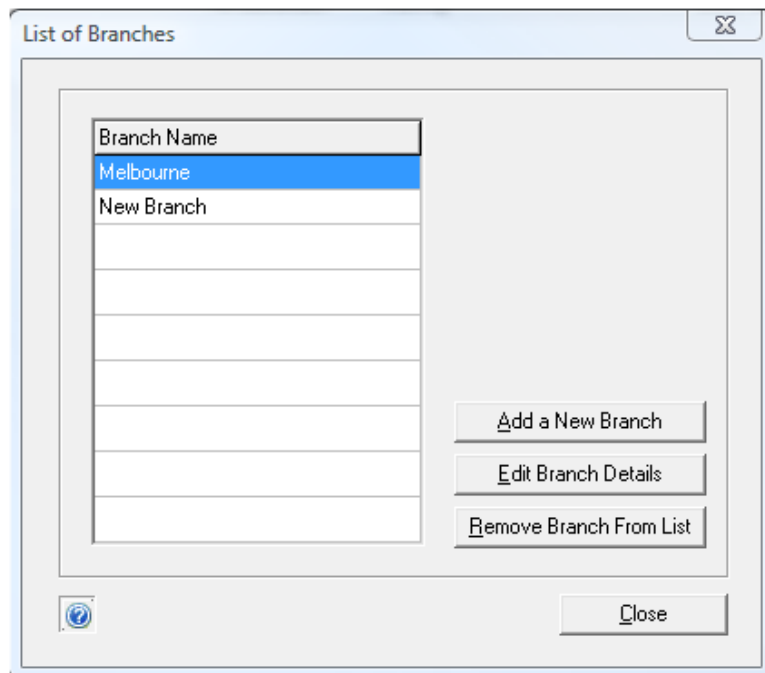 List of Branches
Branch Name
Melbourne
New Branch
Add a New Branch
Edit Branch Details
Remove Branch From List
Close